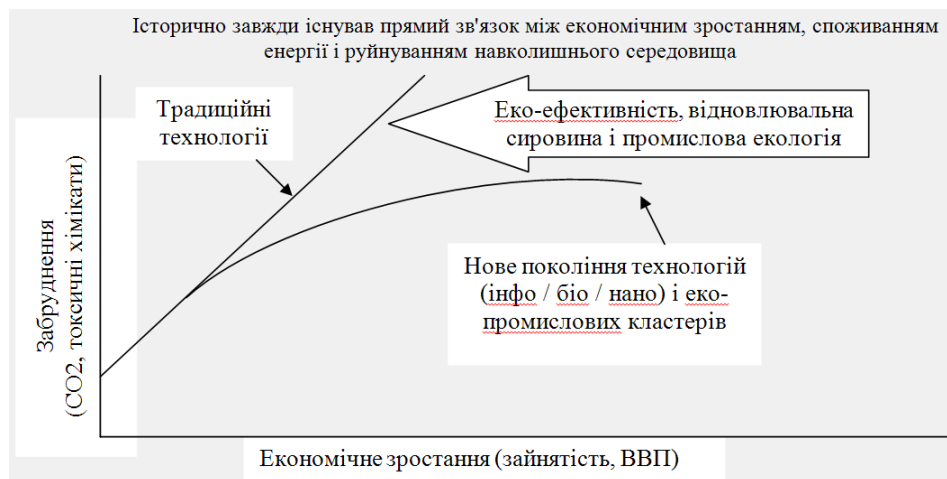 Історично завжди існував прямий зв'язок між економічним зростанням, споживанням
енергії і руйнуванням навколишнього середовища
Традиційні
технології
Еко-ефективність, відновлювальна
сировина і промислова екологія
Нове покоління технологій
(інфо / біо / нано) і еко-
промислових кластерів
Забруднення
(СО2, токсичні хімікати)
Економічне зростання (зайнятість, ВВП)